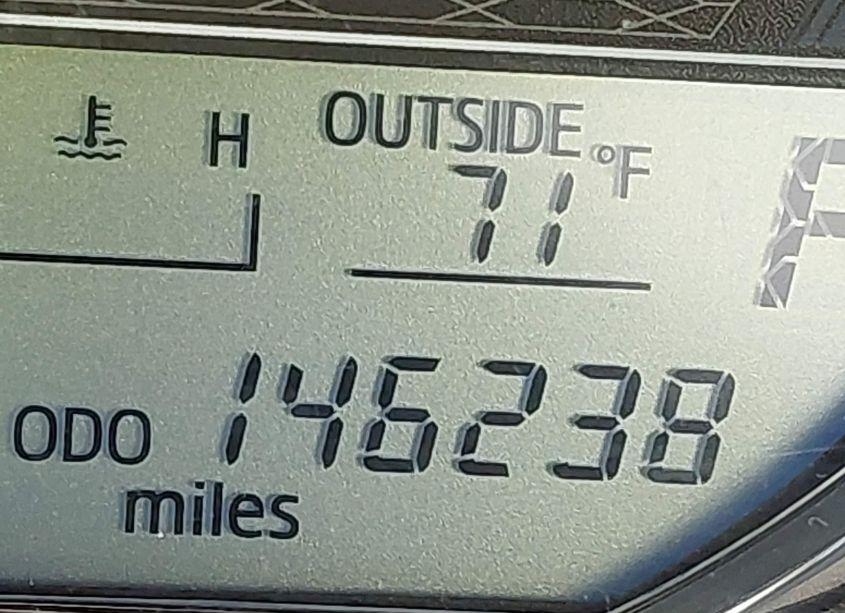 H
OUTSIDE
71 °F
ODO 146238
miles